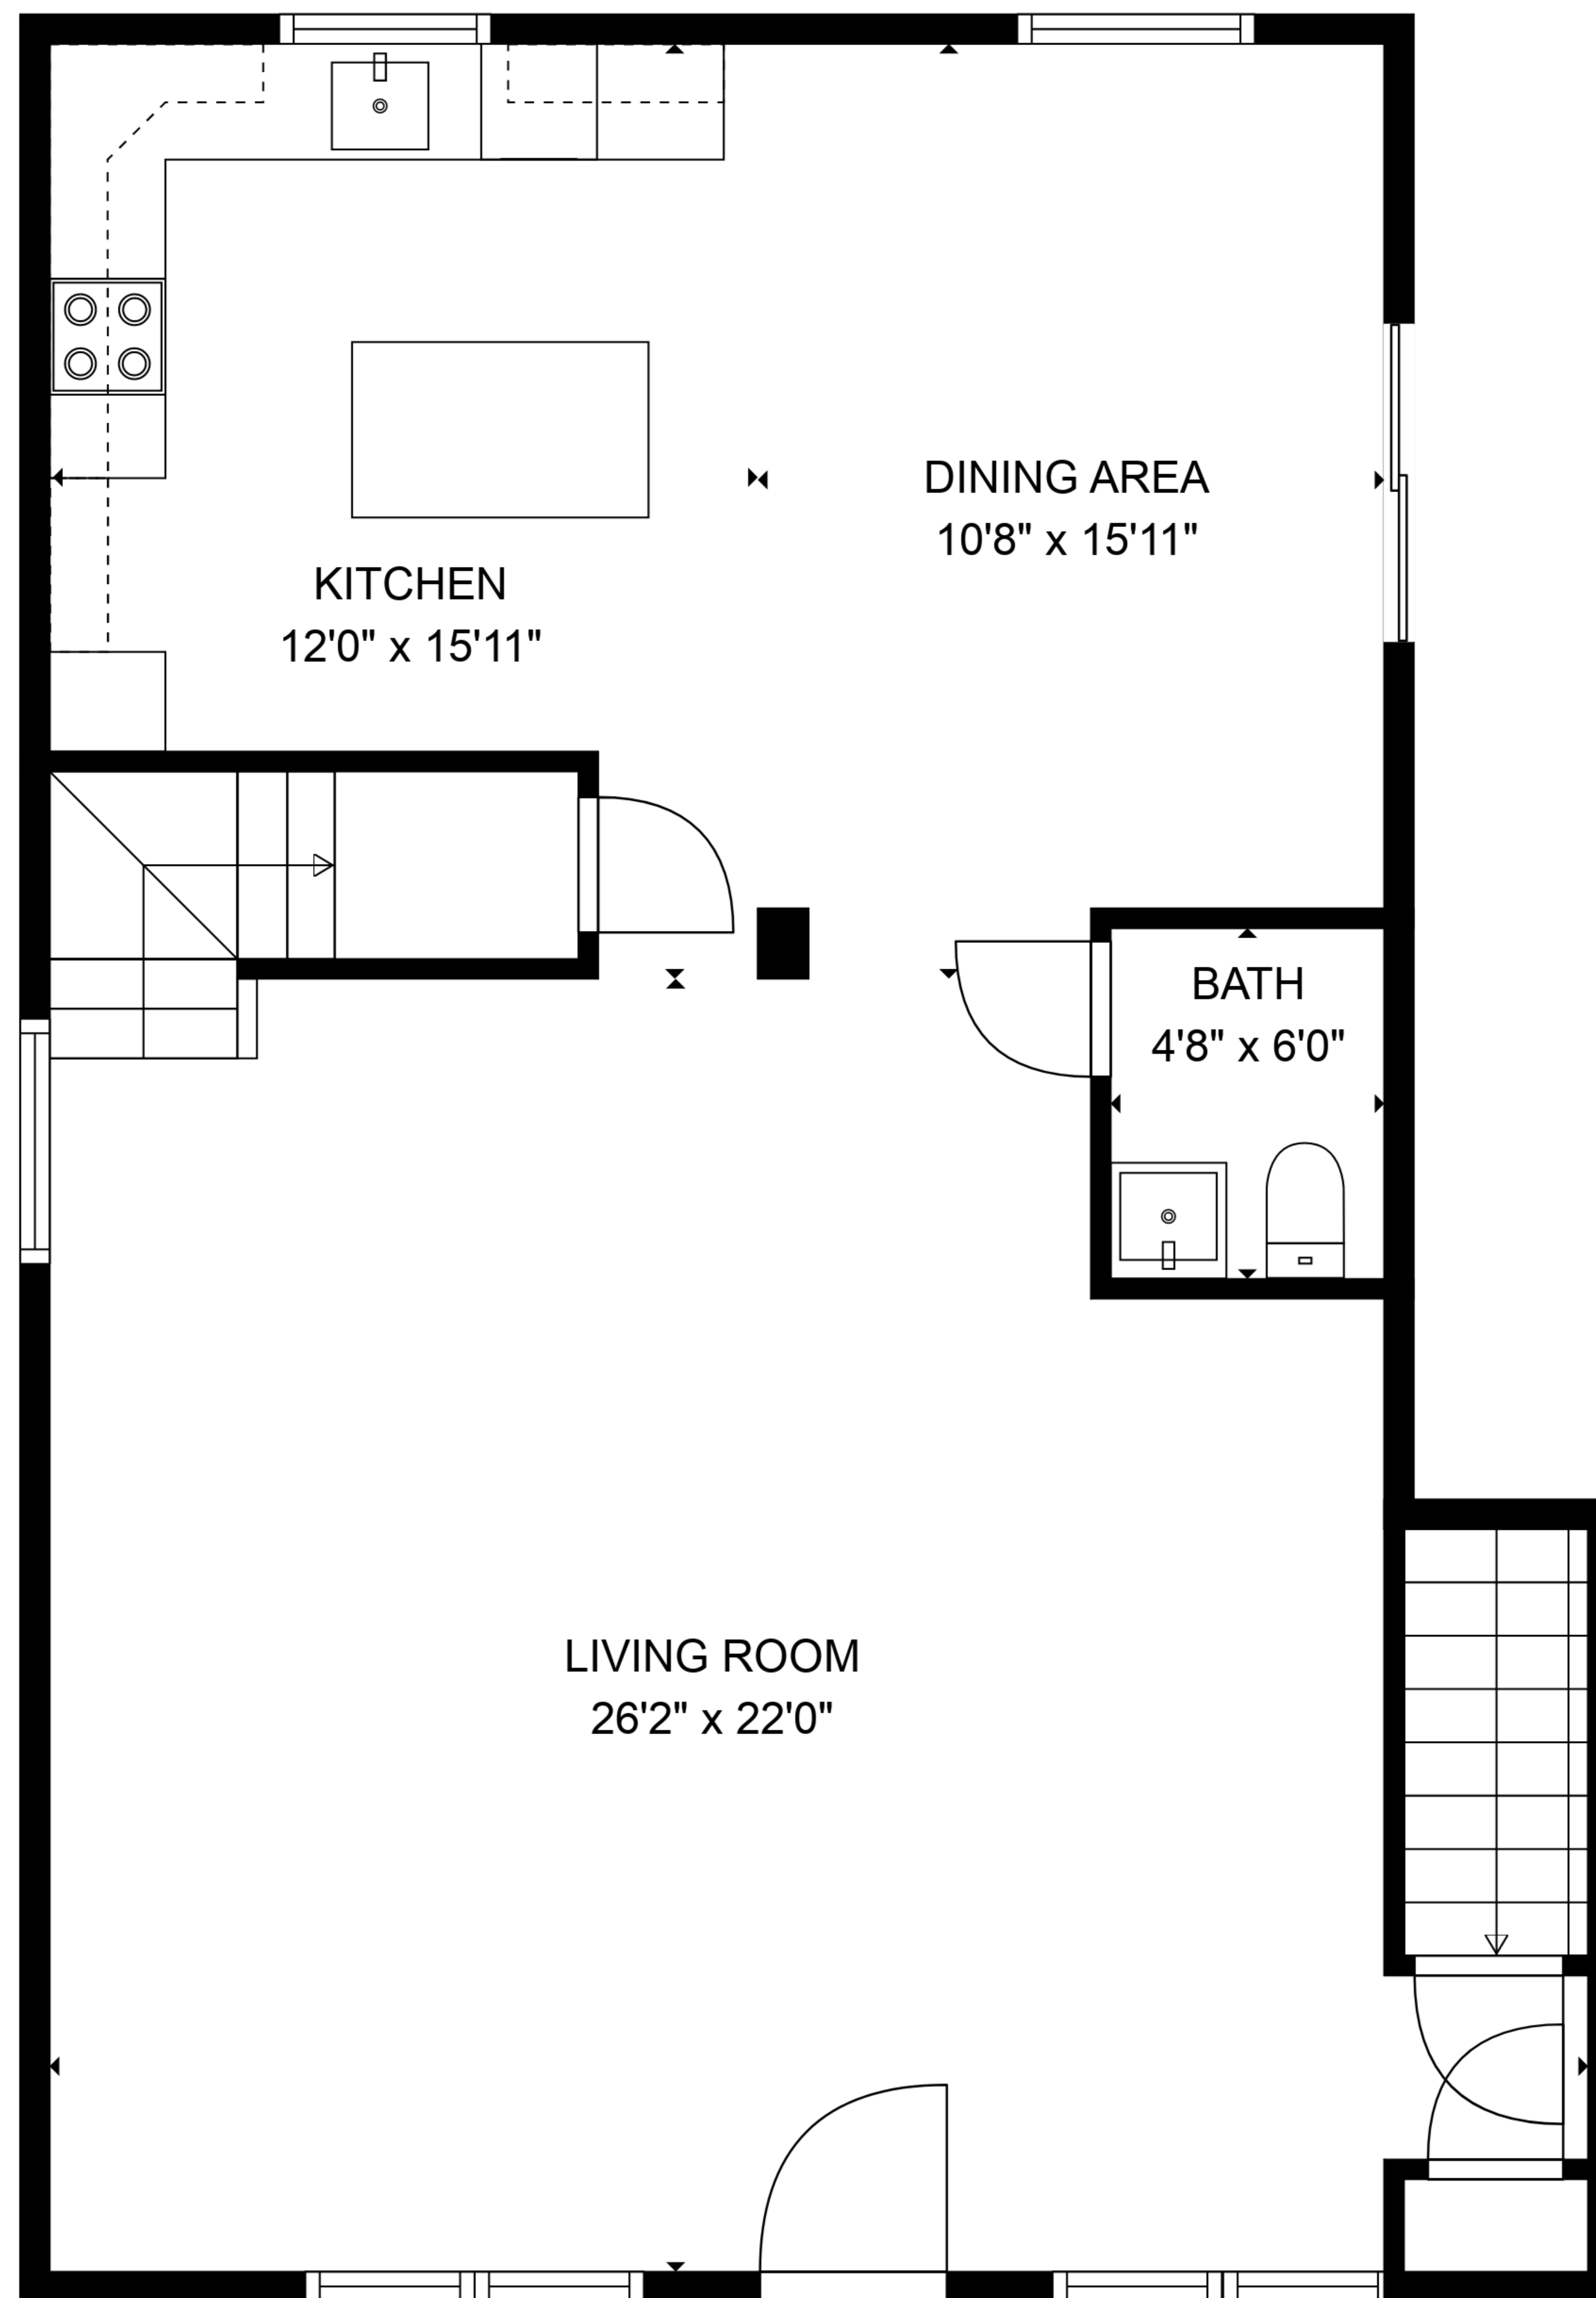 DINING AREA
10'8" x 15'11"
KITCHEN
12'0" x 15'11"
BATH
4'8" x 6'0"
LIVING ROOM
26'2" x 22'0"